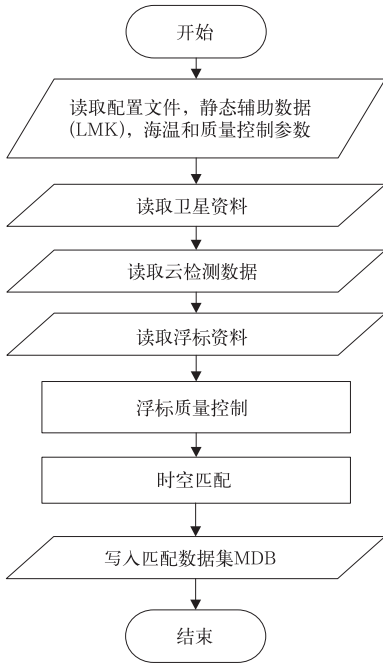 开始
读取配置文件，静态辅助数据
(LMK)，海温和质量控制参数
读取卫星资料
读取云检测数据
读取浮标资料
浮标质量控制
时空匹配
写入匹配数据集MDB
结束